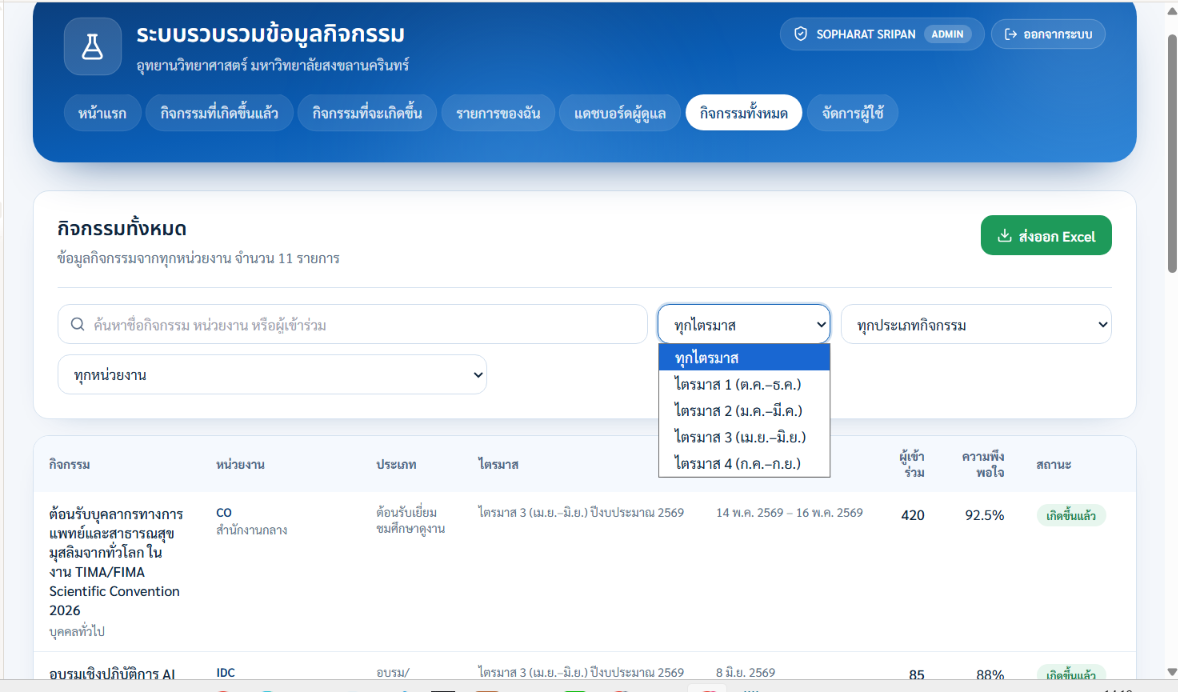 ระบบรวบรวมข้อมูลกิจกรรม
อุทยานวิทยาศาสตร์ มหาวิทยาลัยสงขลานครินทร์
SOPHARAT SRIPAN ADMIN
ออกจากระบบ
หน้าแรก กิจกรรมที่เกิดขึ้นแล้ว กิจกรรมที่จะเกิดขึ้น รายการของฉัน แดชบอร์ดผู้ดูแล กิจกรรมทั้งหมด จัดการผู้ใช้
กิจกรรมทั้งหมด
ข้อมูลกิจกรรมจากทุกหน่วยงาน จำนวน 11 รายการ
ส่งออก Excel
ค้นหาชื่อกิจกรรม หน่วยงาน หรือผู้เข้าร่วม
ทุกไตรมาส
ทุกประเภทกิจกรรม
ทุกหน่วยงาน
ทุกไตรมาส
ไตรมาส 1 (ต.ค.–ธ.ค.)
ไตรมาส 2 (ม.ค.–มี.ค.)
ไตรมาส 3 (เม.ย.–มิ.ย.)
ไตรมาส 4 (ก.ค.–ก.ย.)
กิจกรรม หน่วยงาน ประเภท ไตรมาส
ผู้เข้า
ร่วม
ความพึง
พอใจ
สถานะ
ต้อนรับบุคลากรทางการ
แพทย์และสาธารณสุข
มุสลิมจากทั่วโลก ใน
งาน TIMA/FIMA
Scientific Convention
2026
บุคคลทั่วไป
CO
สำนักงานกลาง
ต้อนรับเยี่ยม
ชมศึกษาดูงาน
ไตรมาส 3 (เม.ย.–มิ.ย.) ปีงบประมาณ 2569
14 พ.ค. 2569 – 16 พ.ค. 2569
420
92.5%
เกิดขึ้นแล้ว
อบรมเชิงปฏิบัติการ AI
IDC
อบรม/
ไตรมาส 3 (เม.ย.–มิ.ย.) ปีงบประมาณ 2569
8 มิ.ย. 2569
85
88%
เกิดขึ้นแล้ว